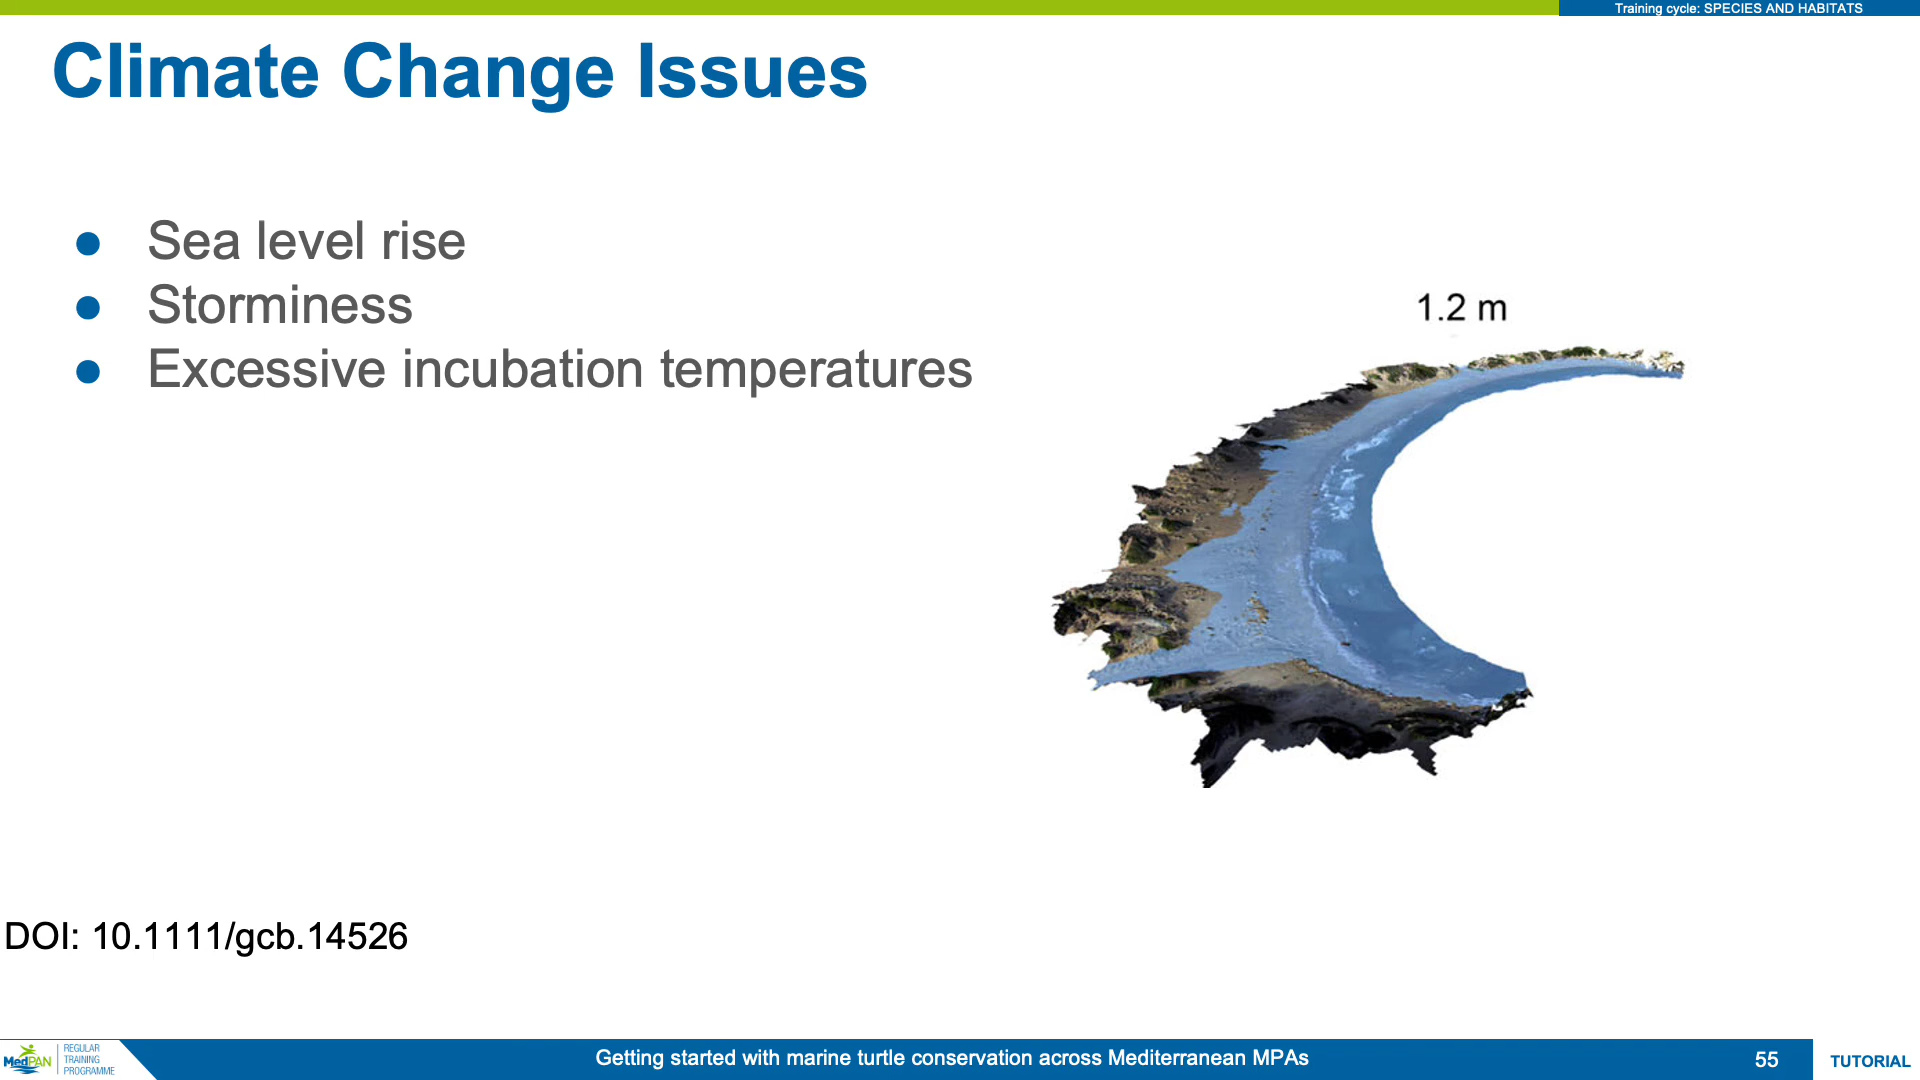 Training cycle: SPECIES AND HABITATS
Climate Change Issues
● Sea level rise
● Storminess
● Excessive incubation temperatures
1.2 m
DOI: 10.1111/gcb.14526
MedPAN
REGULAR
TRAINING
PROGRAMME
Getting started with marine turtle conservation across Mediterranean MPAs
55
TUTORIAL